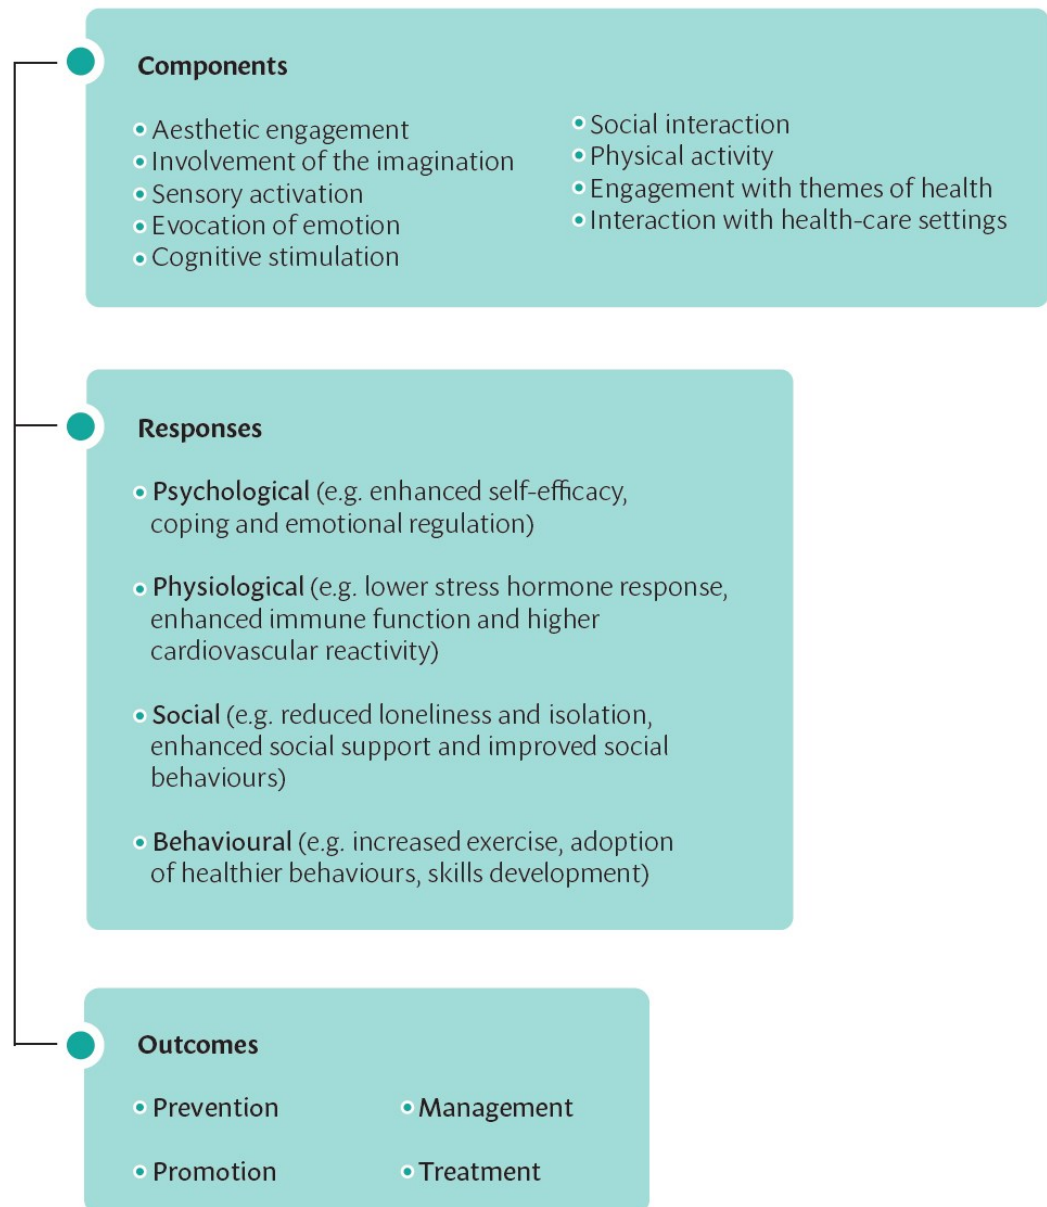 Components
Aesthetic engagement
Involvement of the imagination
Sensory activation
Evocation of emotion
Cognitive stimulation
Social interaction
Physical activity
Engagement with themes of health
Interaction with health-care settings
Responses
Psychological (e.g. enhanced self-efficacy,
coping and emotional regulation)
Physiological (e.g. lower stress hormone response,
enhanced immune function and higher
cardiovascular reactivity)
Social (e.g. reduced loneliness and isolation,
enhanced social support and improved social
behaviours)
Behavioural (e.g. increased exercise, adoption
of healthier behaviours, skills development)
Outcomes
Prevention
Promotion
Management
Treatment